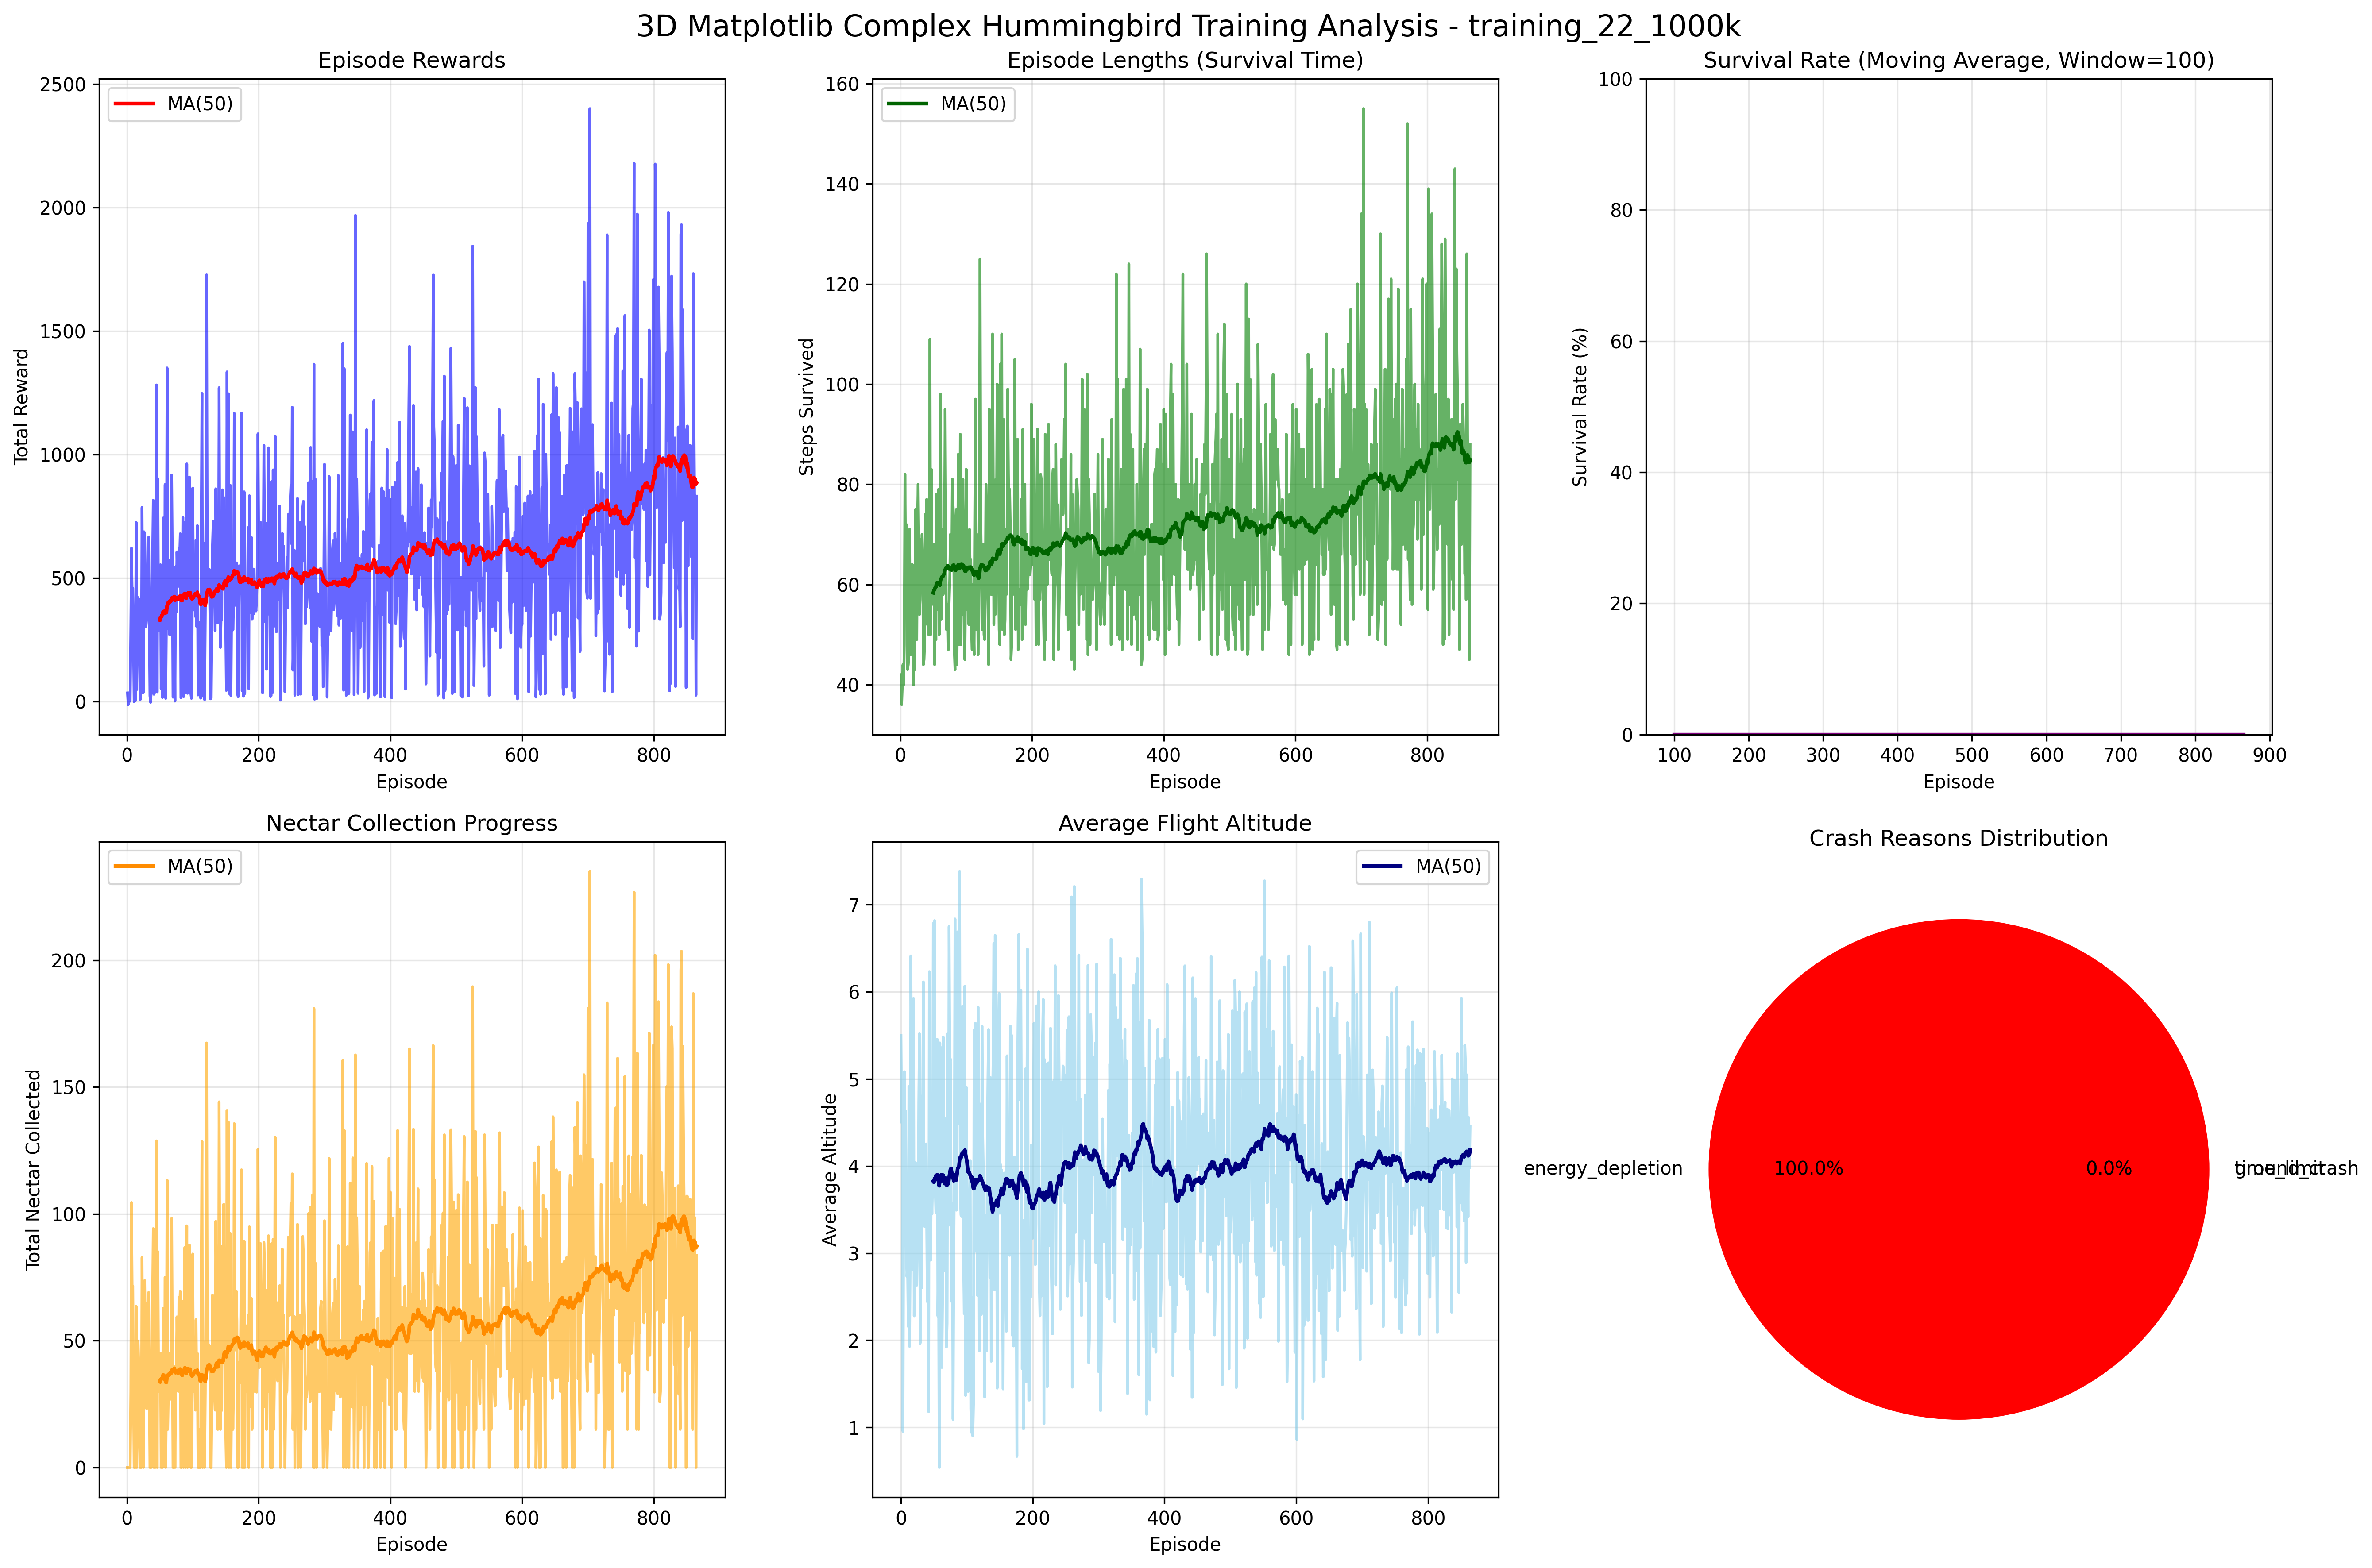 3D Matplotlib Complex Hummingbird Training Analysis - training_22_1000k
Episode Rewards
MA(50)
Total Reward
2500
2000
1500
1000
500
0
0 200 400 600 800
Episode
Episode Lengths (Survival Time)
MA(50)
Steps Survived
160
140
120
100
80
60
40
0 200 400 600 800
Episode
Survival Rate (Moving Average, Window=100)
Survival Rate (%)
100
80
60
40
20
0
100 200 300 400 500 600 700 800 900
Episode
Nectar Collection Progress
MA(50)
Total Nectar Collected
200
150
100
50
0
0 200 400 600 800
Episode
Average Flight Altitude
MA(50)
Average Altitude
7
6
5
4
3
2
1
0 200 400 600 800
Episode
Crash Reasons Distribution
energy_depletion
100.0%
0.0%
ground_crash
time_limit